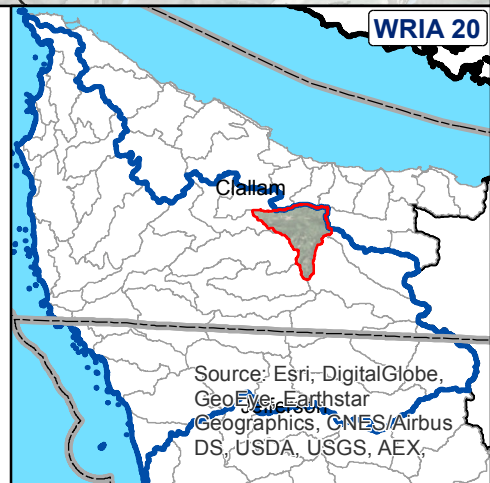 WRIA 20
Clallam
Source: Esri, DigitalGlobe,
GeoEye, Earthstar
Geographics, CNES/Airbus
DS, USDA, USGS, AEX,